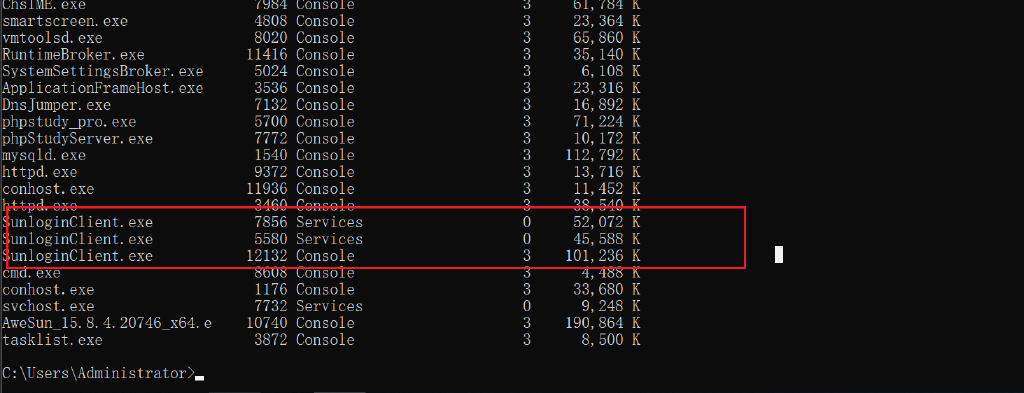 ChsIME.exe 7984 Console 3 61,784 K
smartscreen.exe 4808 Console 3 23,364 K
vmtoolsd.exe 8020 Console 3 65,860 K
RuntimeBroker.exe 11416 Console 3 35,140 K
SystemSettingsBroker.exe 5024 Console 3 6,108 K
ApplicationFrameHost.exe 3536 Console 3 23,316 K
DnsJumper.exe 7132 Console 3 16,892 K
phpstudy_pro.exe 5700 Console 3 71,224 K
phpStudyServer.exe 7772 Console 3 10,172 K
mysqld.exe 1540 Console 3 112,792 K
httpd.exe 9372 Console 3 13,716 K
conhost.exe 11936 Console 3 11,452 K
httpd.exe 3460 Console 3 38,540 K
SunloginClient.exe 7856 Services 0 52,072 K
SunloginClient.exe 5580 Services 0 45,588 K
SunloginClient.exe 12132 Console 3 101,236 K
cmd.exe 8608 Console 3 4,488 K
conhost.exe 1176 Console 3 33,680 K
svchost.exe 7732 Services 0 9,248 K
AweSun_15.8.4.20746_x64.e 10740 Console 3 190,864 K
tasklist.exe 3872 Console 3 8,500 K
C:\Users\Administrator>